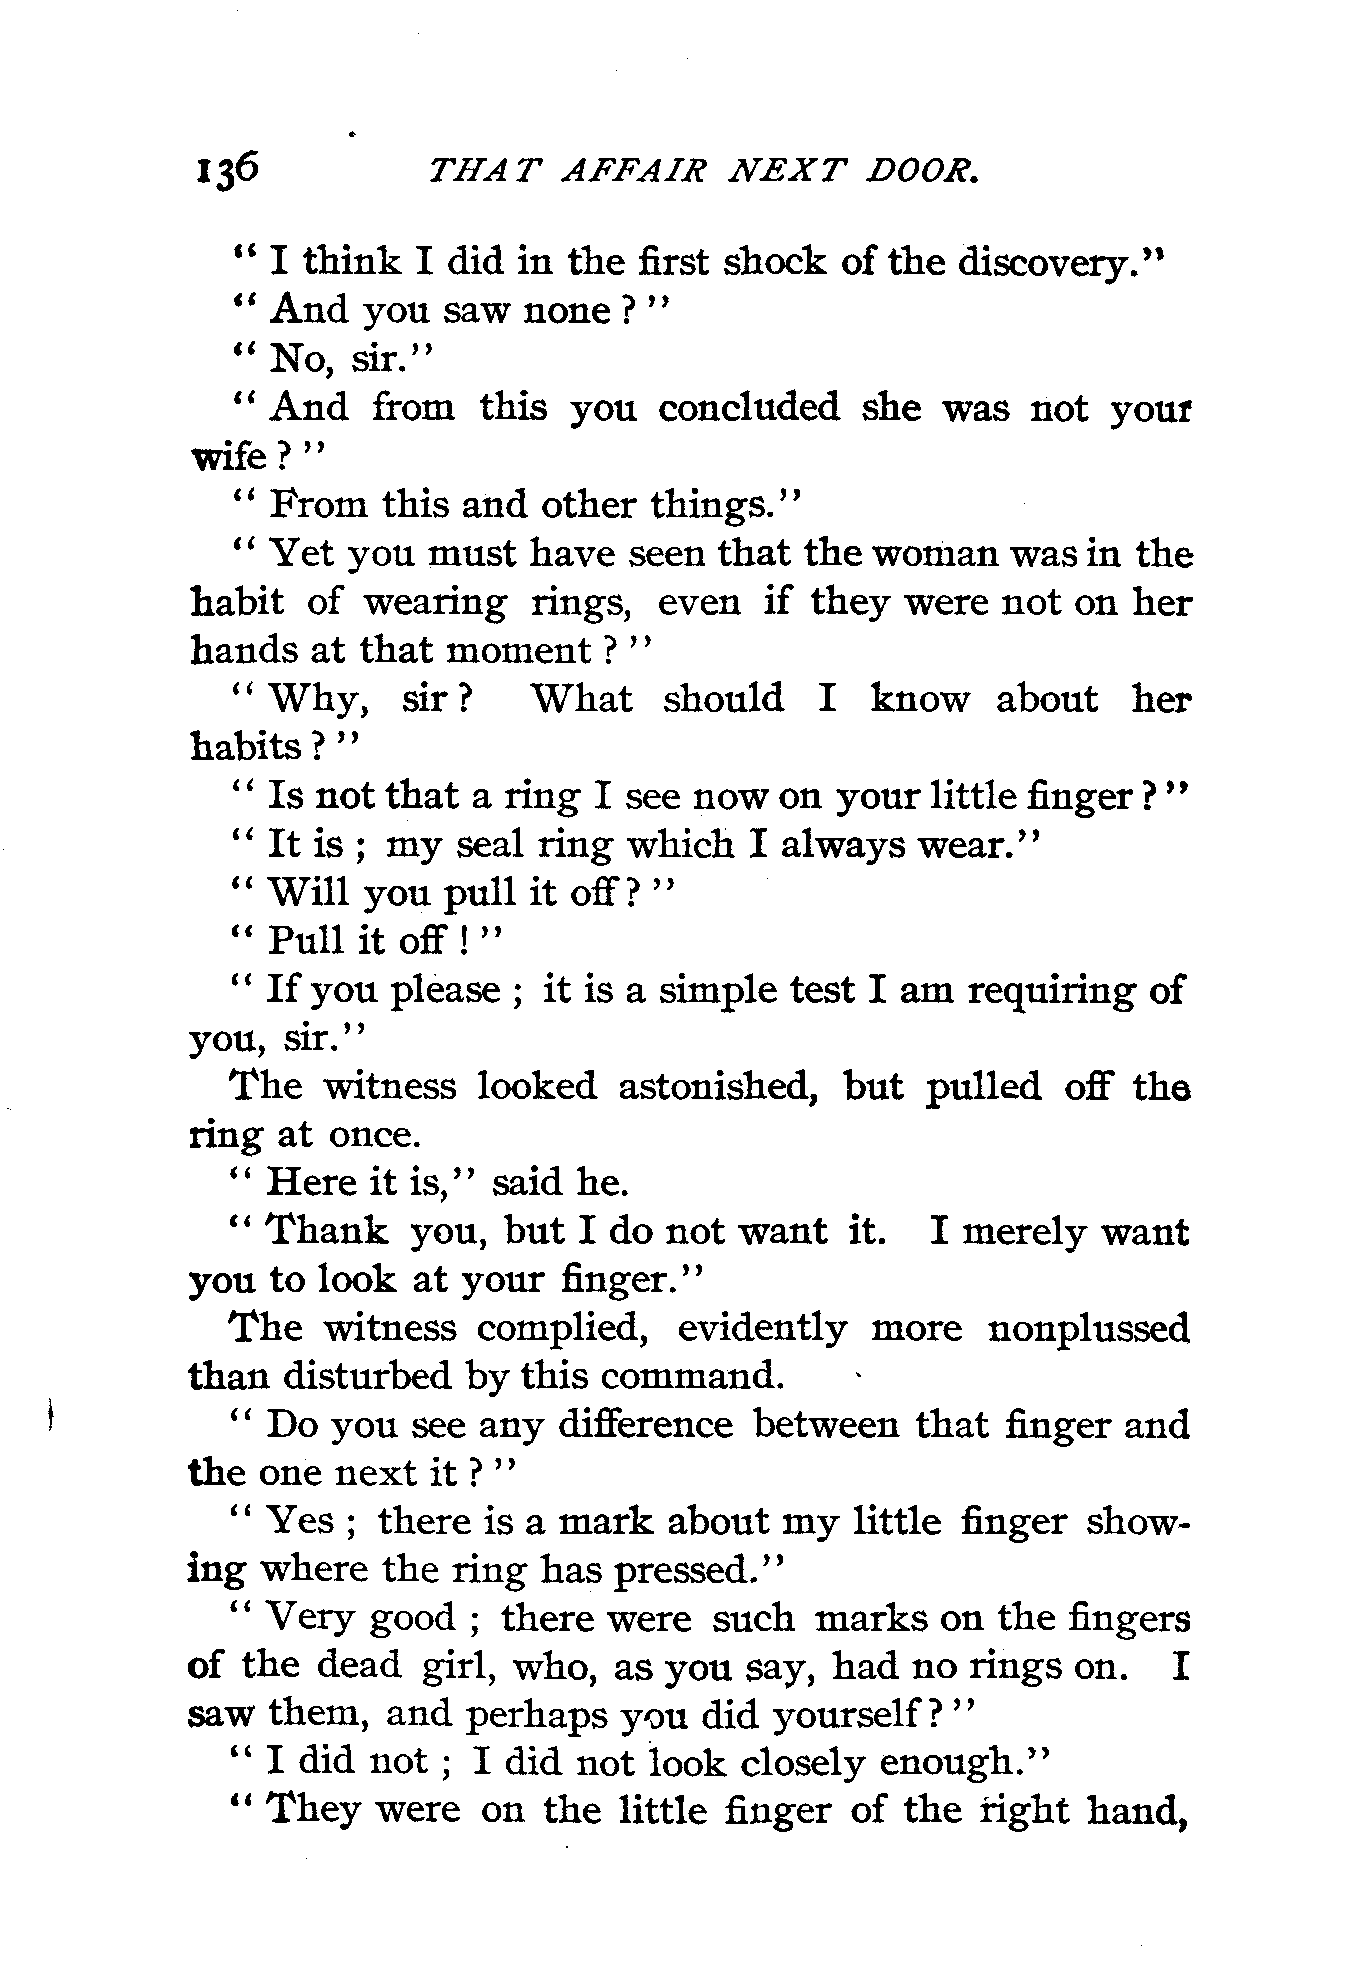 136 THAT AFFAIR NEXT DOOR.
"I think I did in the first shock of the discovery."
"And you saw none?"
"No, sir."
"And from this you concluded she was not your
wife?"
"From this and other things."
"Yet you must have seen that the woman was in the
habit of wearing rings, even if they were not on her
hands at that moment?"
"Why, sir? What should I know about her
habits?"
"Is not that a ring I see now on your little finger?"
"It is; my seal ring which I always wear."
"Will you pull it off?"
"Pull it off!"
"If you please; it is a simple test I am requiring of
you, sir."
The witness looked astonished, but pulled off the
ring at once.
"Here it is," said he.
"Thank you, but I do not want it. I merely want
you to look at your finger."
The witness complied, evidently more nonplussed
than disturbed by this command.
"Do you see any difference between that finger and
the one next it?"
"Yes; there is a mark about my little finger show-
ing where the ring has pressed."
"Very good; there were such marks on the fingers
of the dead girl, who, as you say, had no rings on. I
saw them, and perhaps you did yourself?"
"I did not; I did not look closely enough."
"They were on the little finger of the right hand,